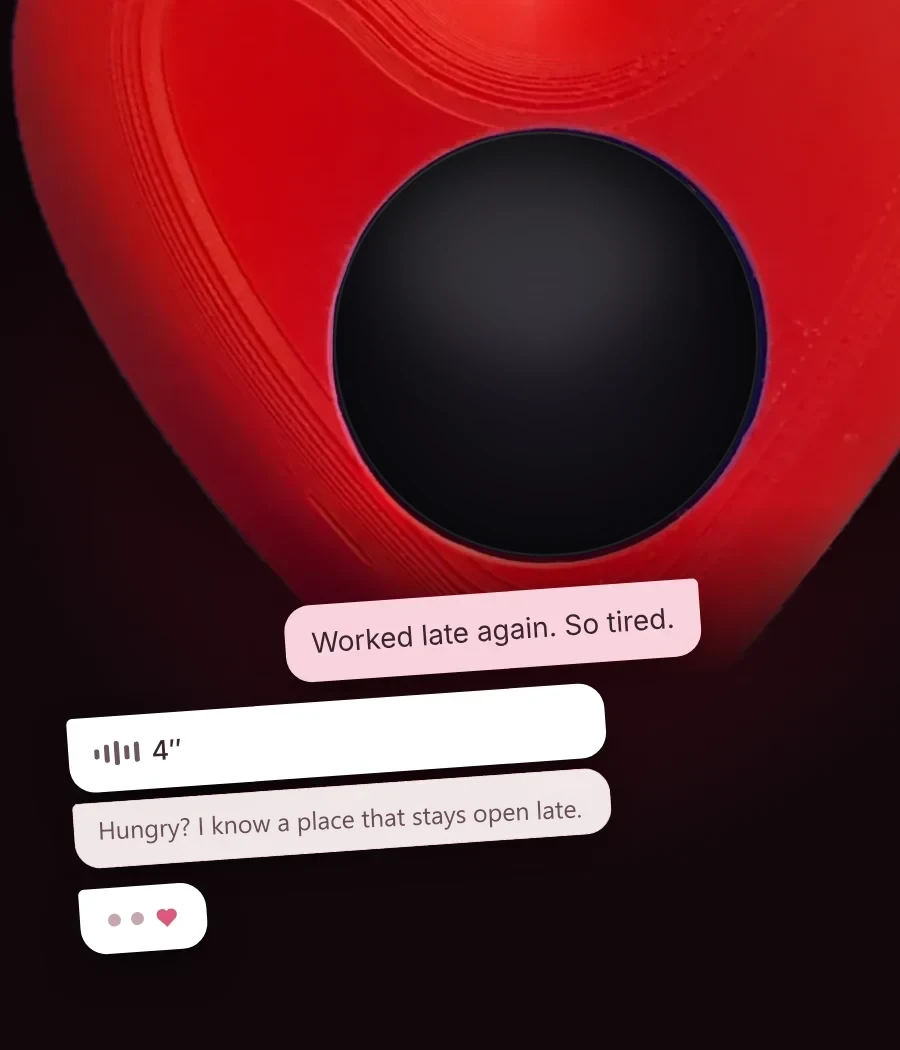 Worked late again. So tired.
4″
Hungry? I know a place that stays open late.